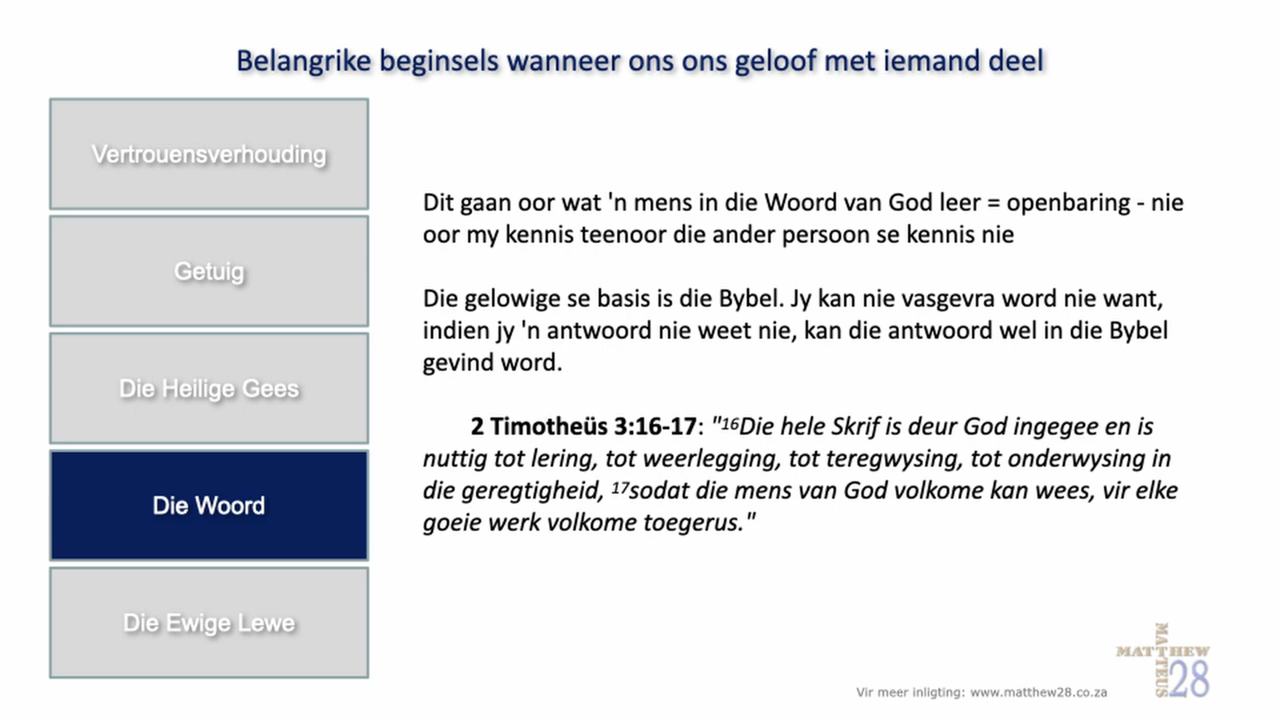 Belangrike beginsels wanneer ons ons geloof met iemand deel
Vertrouensverhouding
Getuig
Die Heilige Gees
Die Woord
Die Ewige Lewe
Dit gaan oor wat 'n mens in die Woord van God leer = openbaring - nie
oor my kennis teenoor die ander persoon se kennis nie
Die gelowige se basis is die Bybel. Jy kan nie vasgevra word nie want,
indien jy 'n antwoord nie weet nie, kan die antwoord wel in die Bybel
gevind word.
2 Timotheüs 3:16-17: "16Die hele Skrif is deur God ingegee en is
nuttig tot lering, tot weerlegging, tot teregwysing, tot onderwysing in
die geregtigheid, 17sodat die mens van God volkome kan wees, vir elke
goeie werk volkome toegerus."
Vir meer inligting: www.matthew28.co.za
MATTHEW
MATTEUS
28